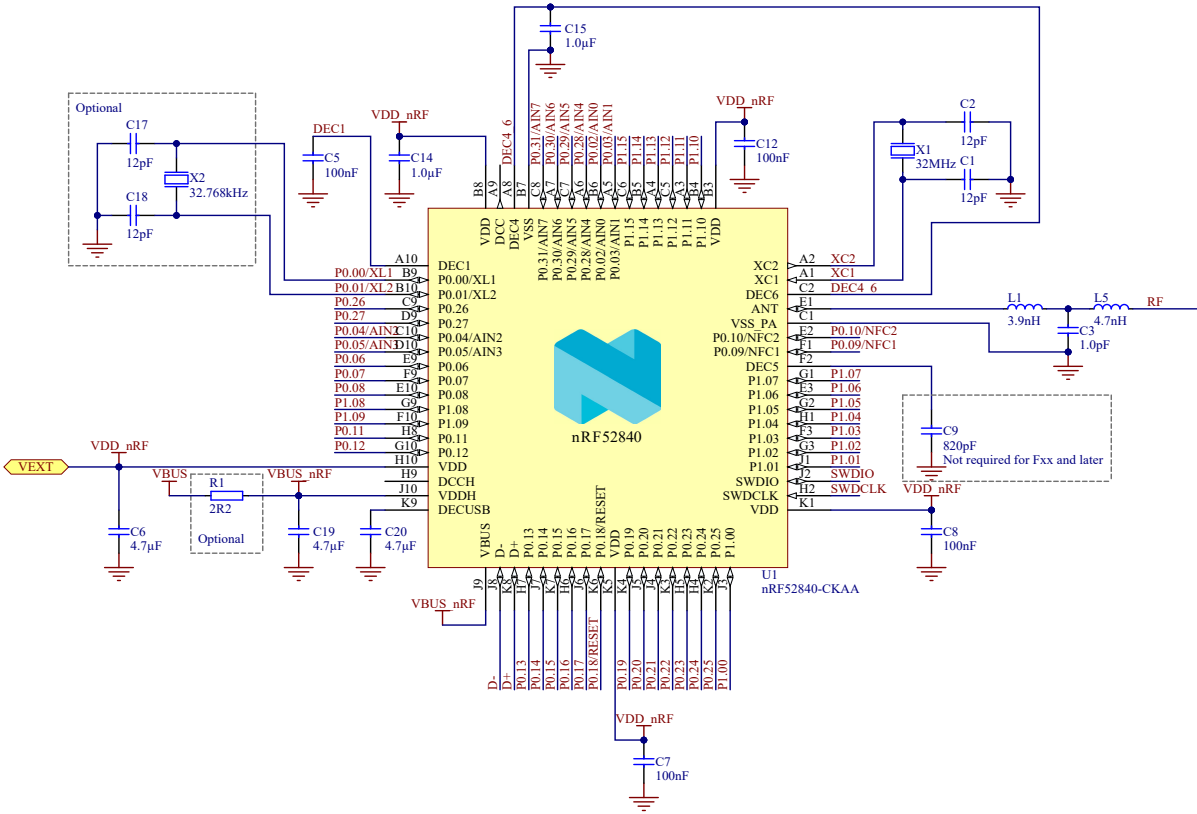 C15
1.0µF
Optional
C17
12pF
X2
32.768kHz
C18
12pF
DEC1
C5
100nF
VDD_nRF
C14
1.0µF
DEC4_6
P0.31/AIN7
P0.30/AIN6
P0.29/AIN5
P0.28/AIN4
P0.02/AIN0
P0.03/AIN1
P1.15
P1.14
P1.13
P1.12
P1.11
P1.10
VDD_nRF
C12
100nF
C2
12pF
X1
32MHz
C1
12pF
B8
A9
A8
B7
C8
A7
C7
A6
B6
A5
C6
B5
A4
C5
A3
B4
B3
VDD
DCC
DEC4
VSS
P0.31/AIN7
P0.30/AIN6
P0.29/AIN5
P0.28/AIN4
P0.02/AIN0
P0.03/AIN1
P1.15
P1.14
P1.13
P1.12
P1.11
P1.10
VDD
A10 DEC1
P0.00/XL1 B9 P0.00/XL1
P0.01/XL2 B10 P0.01/XL2
P0.26 C9 P0.26
P0.27 D9 P0.27
P0.04/AIN2 C10 P0.04/AIN2
P0.05/AIN3 D10 P0.05/AIN3
P0.06 E9 P0.06
P0.07 F9 P0.07
P0.08 E10 P0.08
P1.08 G9 P1.08
P1.09 F10 P1.09
P0.11 H8 P0.11
P0.12 G10 P0.12
H10 VDD
H9 DCCH
J10 VDDH
K9 DECUSB
XC2 A2 XC2
XC1 A1 XC1
DEC6 C2 DEC4_6
ANT E1
VSS_PA C1
P0.10/NFC2 E2 P0.10/NFC2
P0.09/NFC1 F1 P0.09/NFC1
DEC5 F2
P1.07 G1 P1.07
P1.06 E3 P1.06
P1.05 G2 P1.05
P1.04 H1 P1.04
P1.03 F3 P1.03
P1.02 G3 P1.02
P1.01 J1 P1.01
SWDIO J2 SWDIO
SWDCLK H2 SWDCLK
VDD K1
L1
3.9nH
L5
4.7nH
RF
C3
1.0pF
nRF52840
C9
820pF
Not required for Fxx and later
VDD_nRF
C8
100nF
VEXT
VDD_nRF
C6
4.7µF
VBUS
R1
2R2
Optional
VBUS_nRF
C19
4.7µF
C20
4.7µF
VBUS
D-
D+
P0.13
P0.14
P0.15
P0.16
P0.17
P0.18/RESET
VDD
P0.19
P0.20
P0.21
P0.22
P0.23
P0.24
P0.25
P1.00
U1
nRF52840-CKAA
J9
J8
K8
H7
J7
K7
H6
J6
K6
K5
K4
J5
J4
K3
H5
H4
K2
J3
VBUS_nRF
D-
D+
P0.13
P0.14
P0.15
P0.16
P0.17
P0.18/RESET
P0.19
P0.20
P0.21
P0.22
P0.23
P0.24
P0.25
P1.00
VDD_nRF
C7
100nF